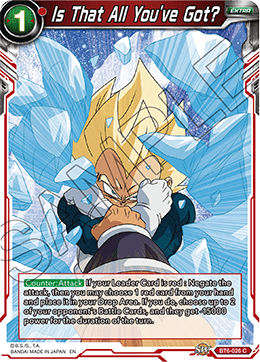 1
Is That All You've Got?
EXTRA
Counter: Attack If your Leader Card is red : Negate the
attack, then you may choose 1 red card from your hand
and place it in your Drop Area. If you do, choose up to 2
of your opponent's Battle Cards, and they get -15000
power for the duration of the turn.
©B.S./S., T.A.
BANDAI MADE IN JAPAN EN
BT6-026 C